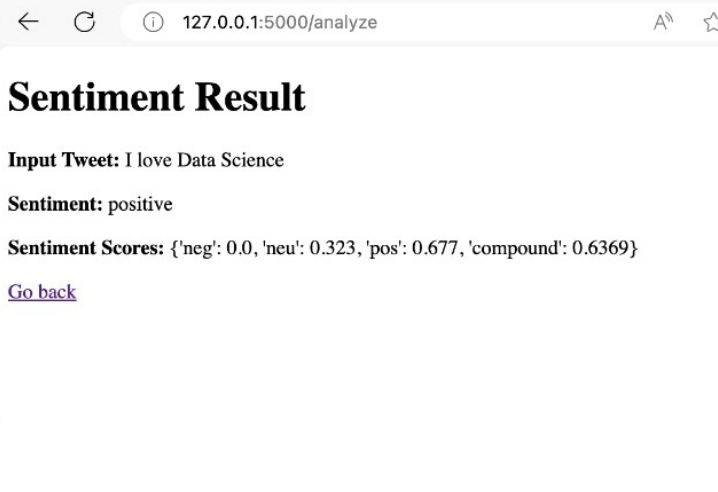 127.0.0.1:5000/analyze
Sentiment Result
Input Tweet: I love Data Science
Sentiment: positive
Sentiment Scores: {'neg': 0.0, 'neu': 0.323, 'pos': 0.677, 'compound': 0.6369}
Go back